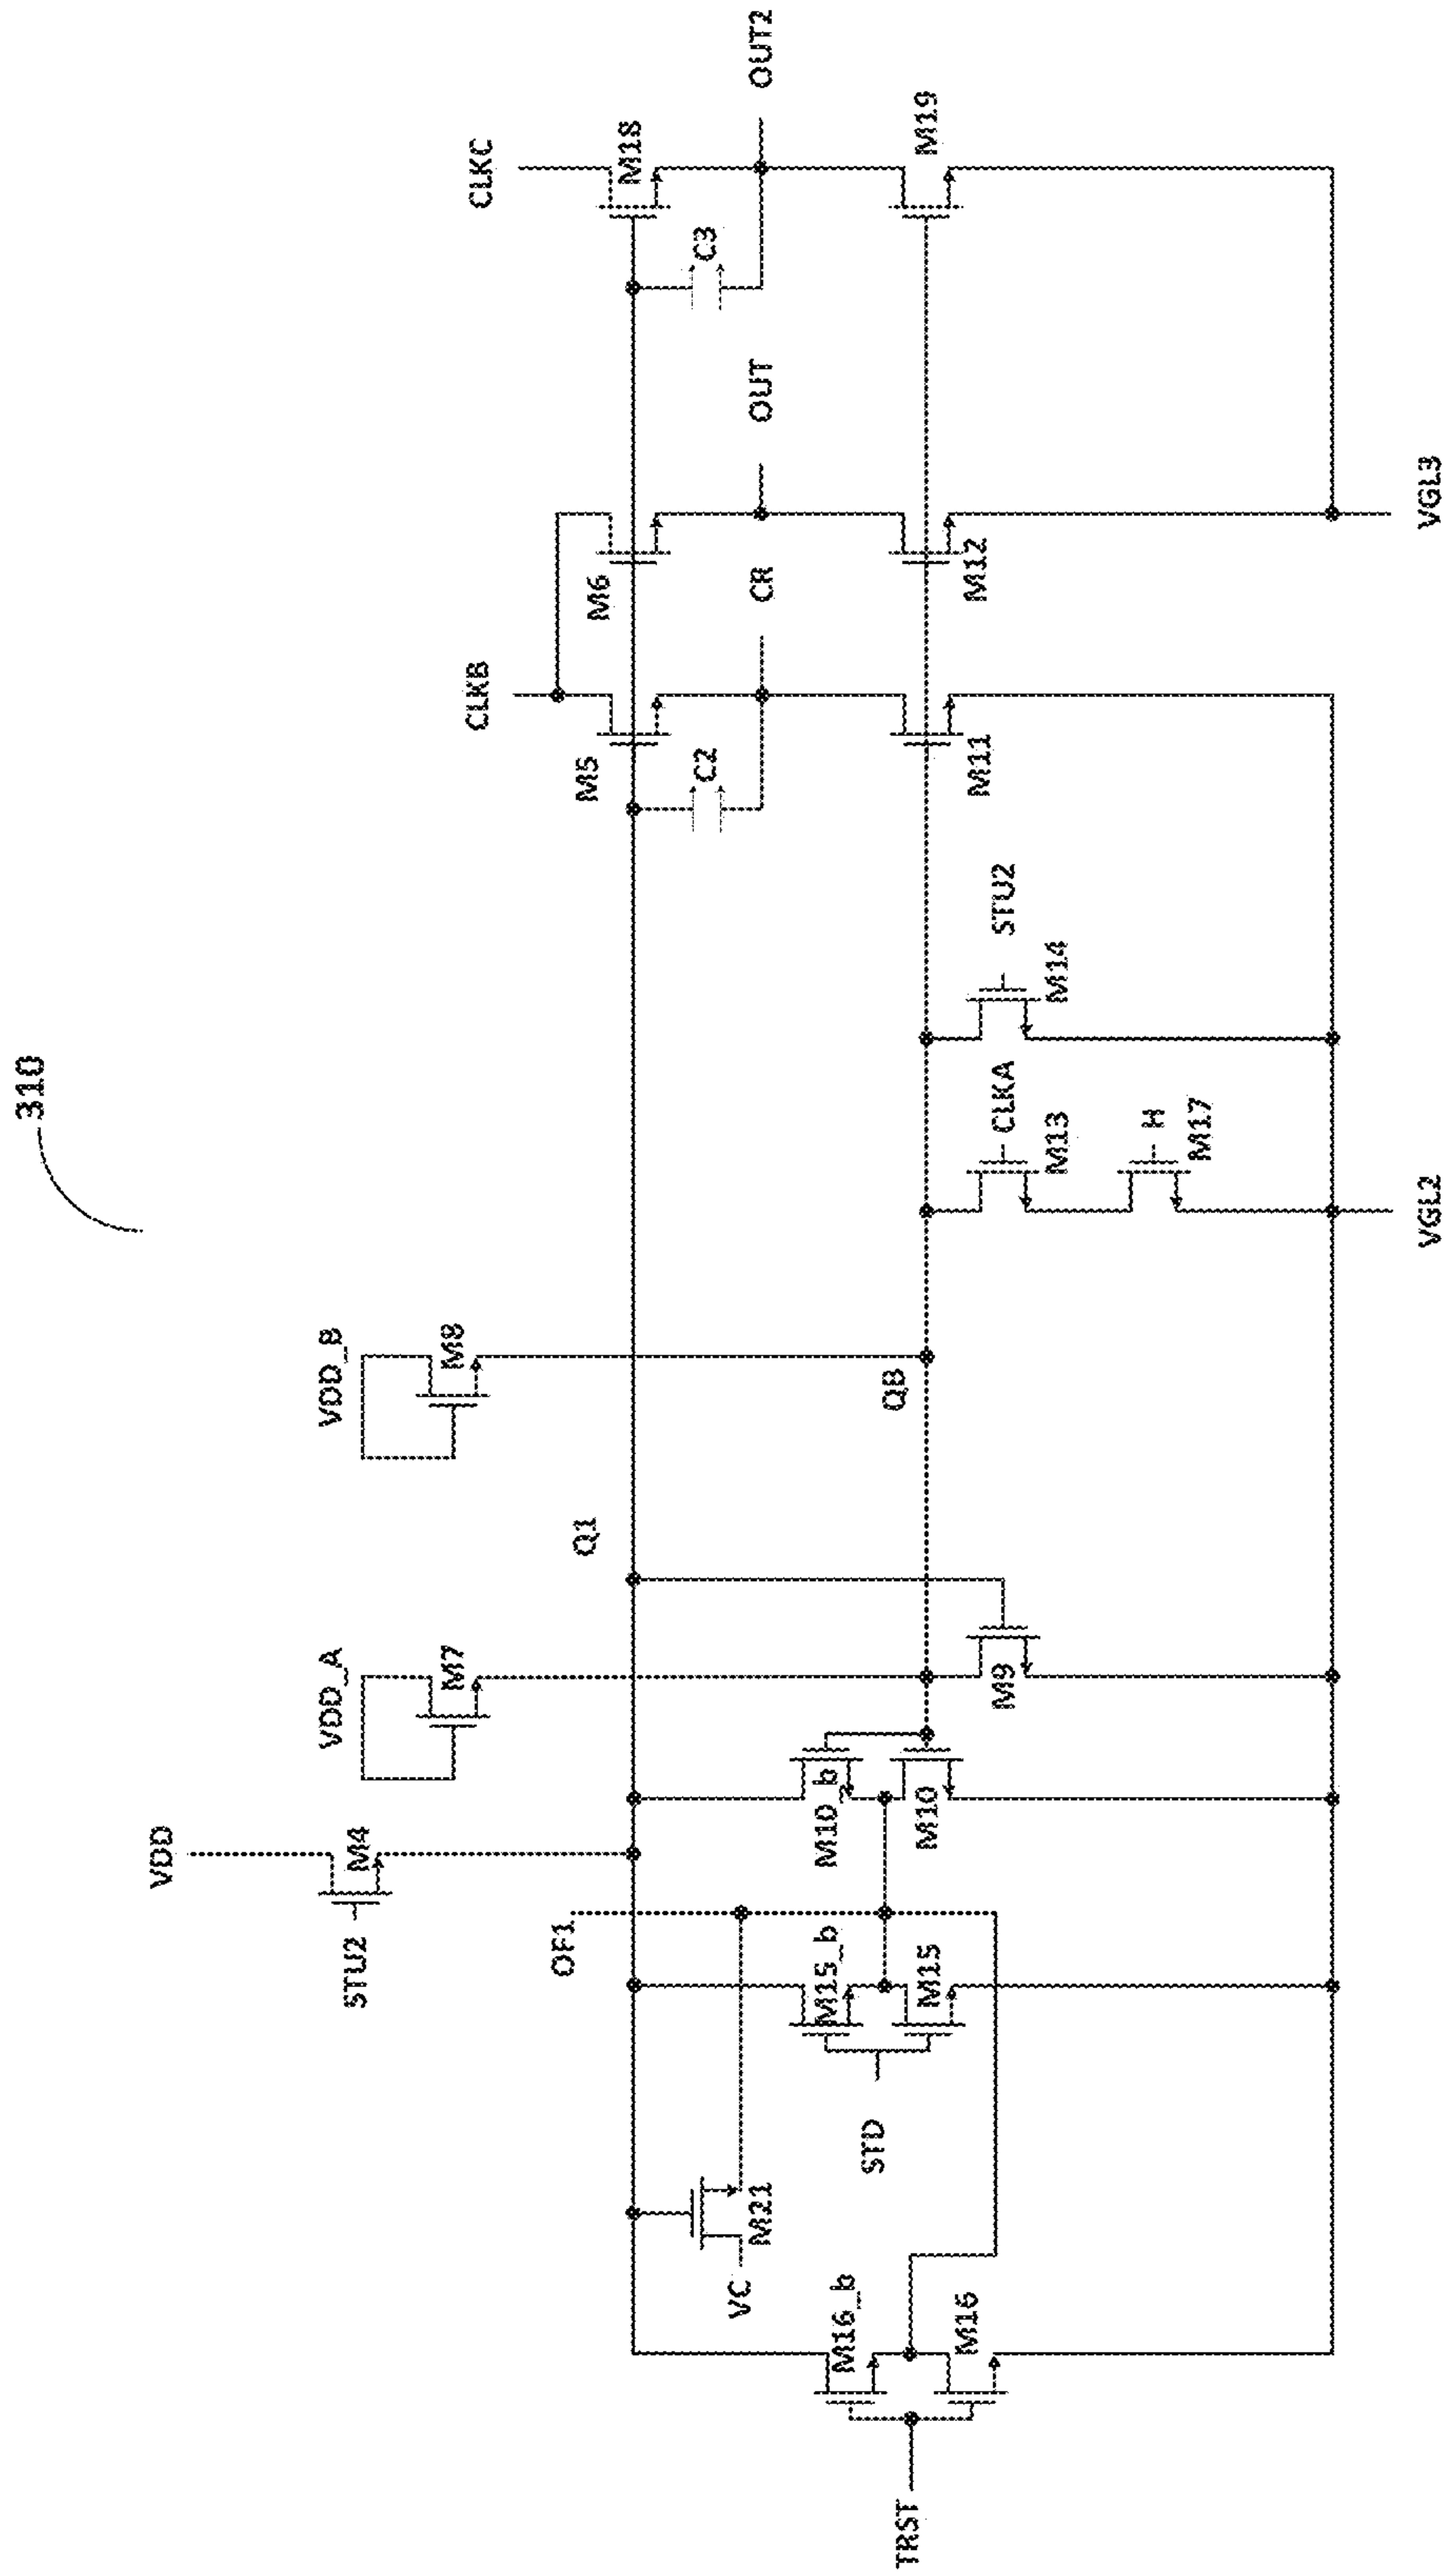 310
VDD
STU2
M4
VDD_A
M7
VDD_B
M8
CLKB
CLKC
OF1
Q1
M5
M6
M18
C2
C3
VC
M21
CR
OUT
OUT2
TRST
M16_b
M16
STD
M15_b
M15
M10_b
M10
QB
M9
CLKA
M13
H
M17
STU2
M14
M11
M12
M19
VGL2
VGL3